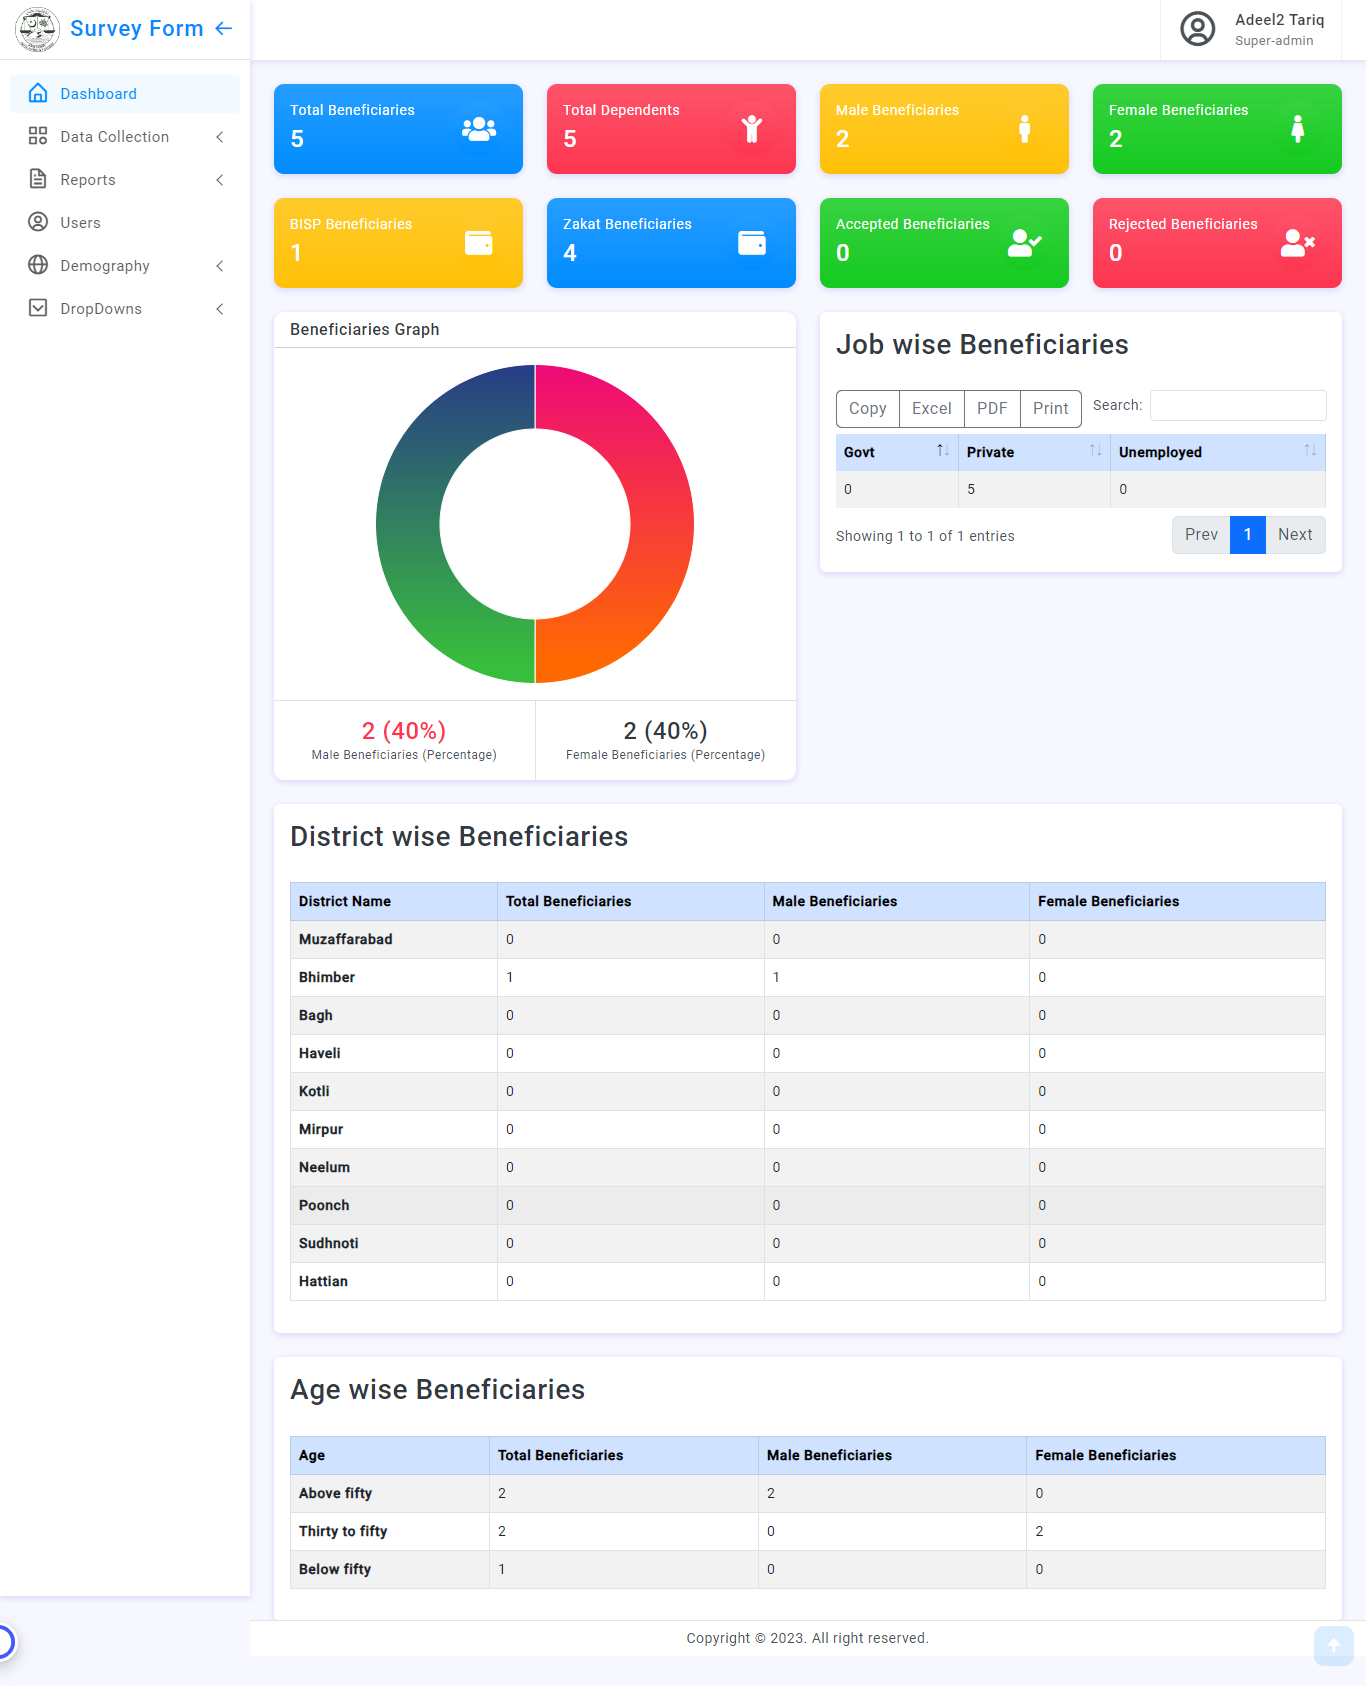 Survey Form
Adeel2 Tariq
Super-admin
Dashboard
Data Collection
Reports
Users
Demography
DropDowns
Total Beneficiaries
5
Total Dependents
5
Male Beneficiaries
2
Female Beneficiaries
2
BISP Beneficiaries
1
Zakat Beneficiaries
4
Accepted Beneficiaries
0
Rejected Beneficiaries
0
Beneficiaries Graph
2 (40%)
Male Beneficiaries (Percentage)
2 (40%)
Female Beneficiaries (Percentage)
Job wise Beneficiaries
Copy Excel PDF Print Search:
Govt Private Unemployed
0 5 0
Showing 1 to 1 of 1 entries Prev 1 Next
District wise Beneficiaries
District Name Total Beneficiaries Male Beneficiaries Female Beneficiaries
Muzaffarabad 0 0 0
Bhimber 1 1 0
Bagh 0 0 0
Haveli 0 0 0
Kotli 0 0 0
Mirpur 0 0 0
Neelum 0 0 0
Poonch 0 0 0
Sudhnoti 0 0 0
Hattian 0 0 0
Age wise Beneficiaries
Age Total Beneficiaries Male Beneficiaries Female Beneficiaries
Above fifty 2 2 0
Thirty to fifty 2 0 2
Below fifty 1 0 0
Copyright © 2023. All right reserved.